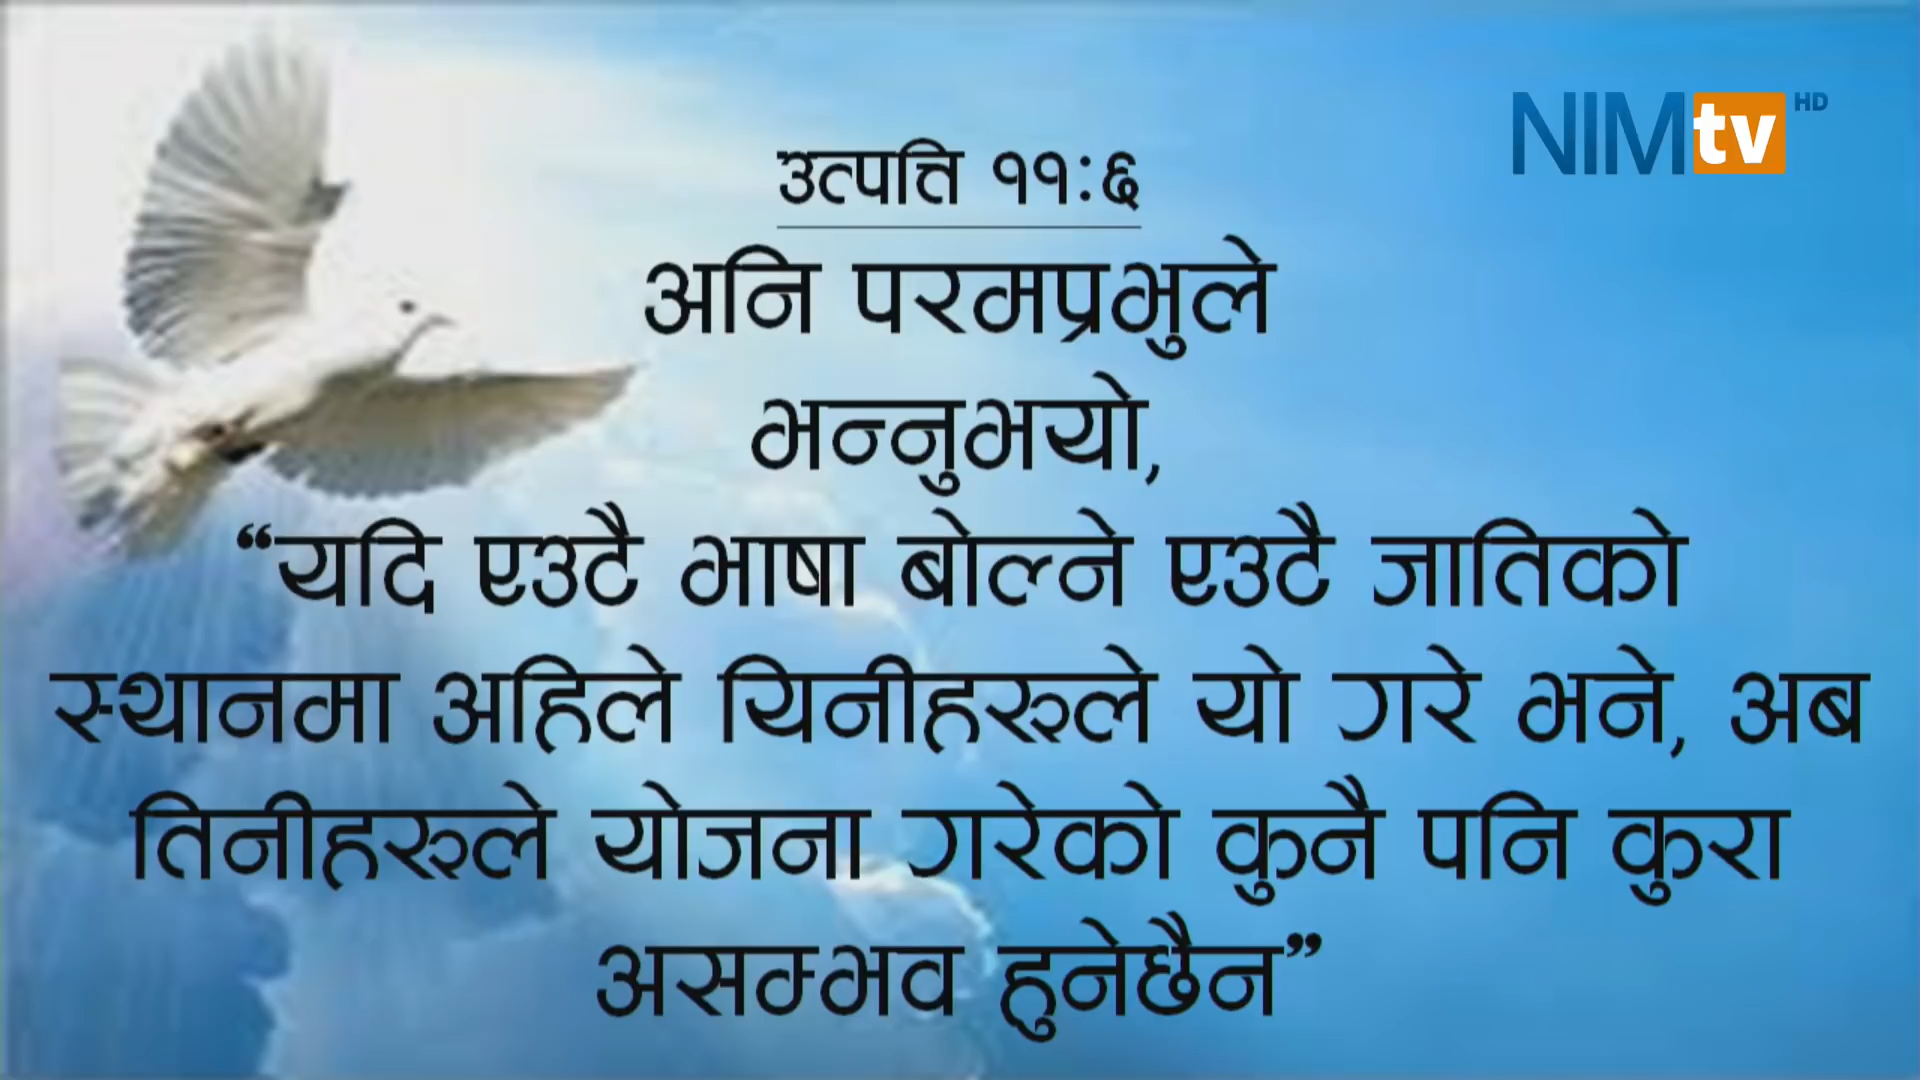 NIMtv HD
उत्पत्ति ११:६
अनि परमप्रभुले
भन्नुभयो,
“यदि एउटै भाषा बोल्ने एउटै जातिको
स्थानमा अहिले यिनीहरुले यो गरे भने, अब
तिनीहरुले योजना गरेको कुनै पनि कुरा
असम्भव हुनेछैन”